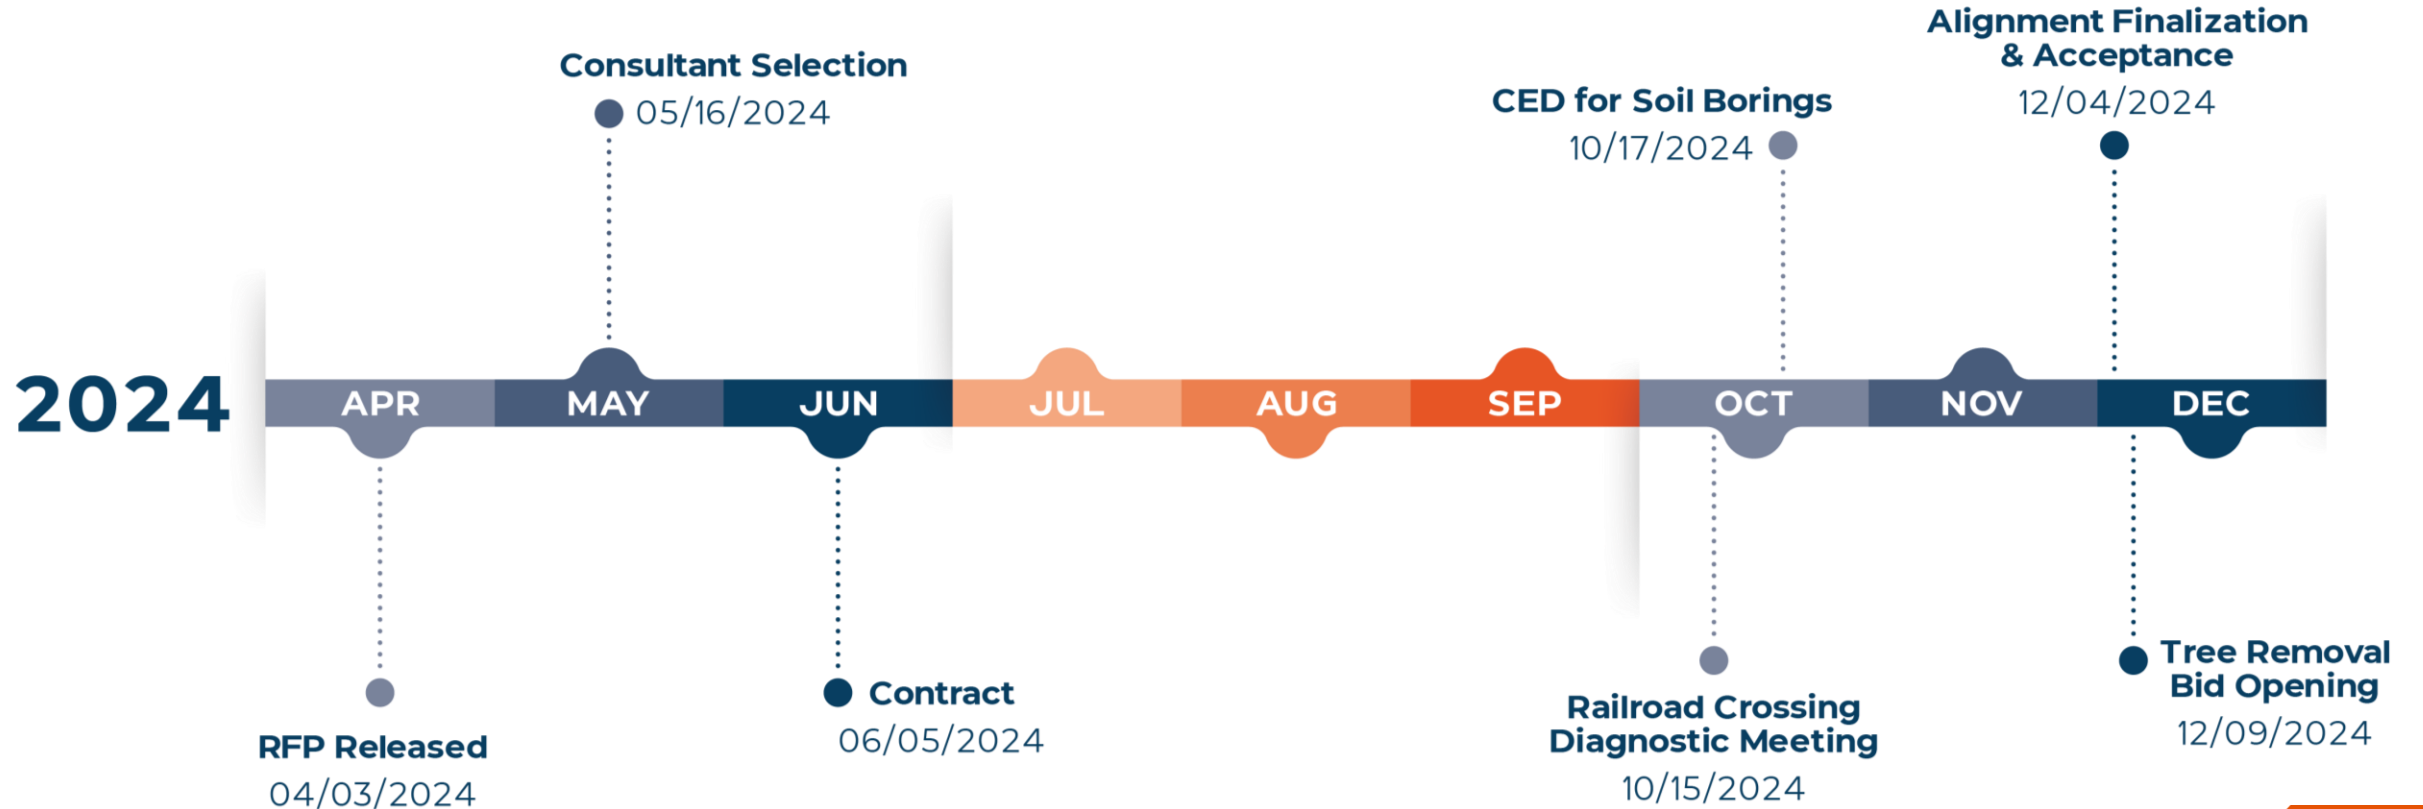 Alignment Finalization
& Acceptance
12/04/2024
Consultant Selection
05/16/2024
CED for Soil Borings
10/17/2024
2024
APR
MAY
JUN
JUL
AUG
SEP
OCT
NOV
DEC
RFP Released
04/03/2024
Contract
06/05/2024
Railroad Crossing
Diagnostic Meeting
10/15/2024
Tree Removal
Bid Opening
12/09/2024